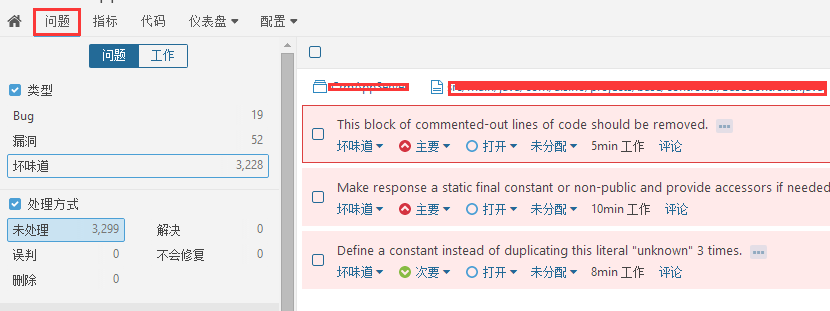 问题 指标 代码 仪表盘 配置
问题 工作
类型
Bug 19
漏洞 52
坏味道 3,228
处理方式
未处理 3,299 解决 0
误判 0 不会修复 0
删除 0
This block of commented-out lines of code should be removed.
坏味道 主要 打开 未分配 5min 工作 评论
Make response a static final constant or non-public and provide accessors if needed
坏味道 主要 打开 未分配 10min 工作 评论
Define a constant instead of duplicating this literal "unknown" 3 times.
坏味道 次要 打开 未分配 8min 工作 评论